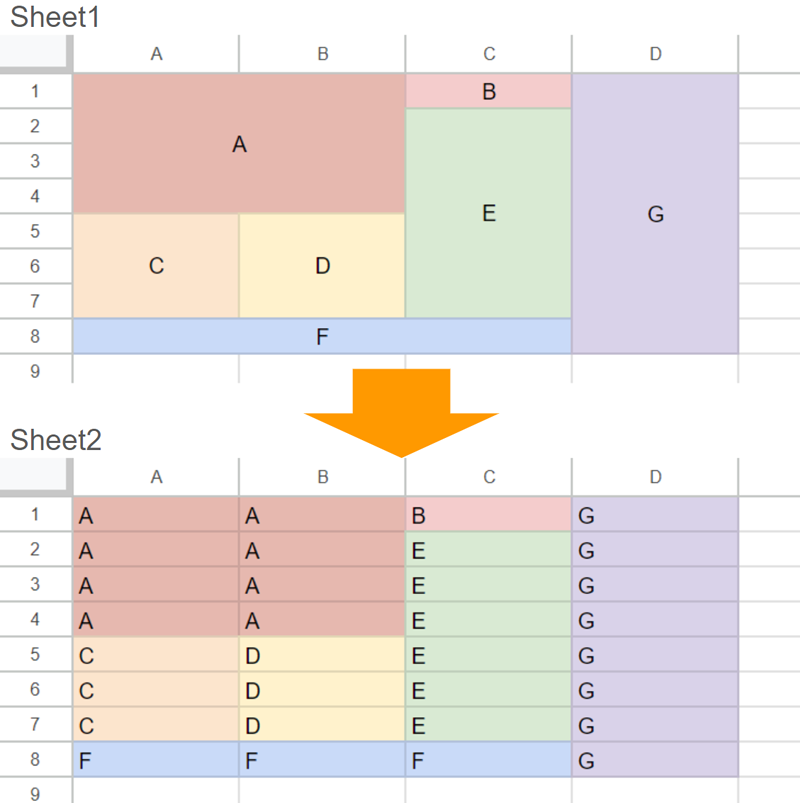 Sheet1
A B C D
1 B
2
3 A
4
5 E G
6 C D
7
8 F
9
Sheet2
A B C D
1 A A B G
2 A A E G
3 A A E G
4 A A E G
5 C D E G
6 C D E G
7 C D E G
8 F F F G
9